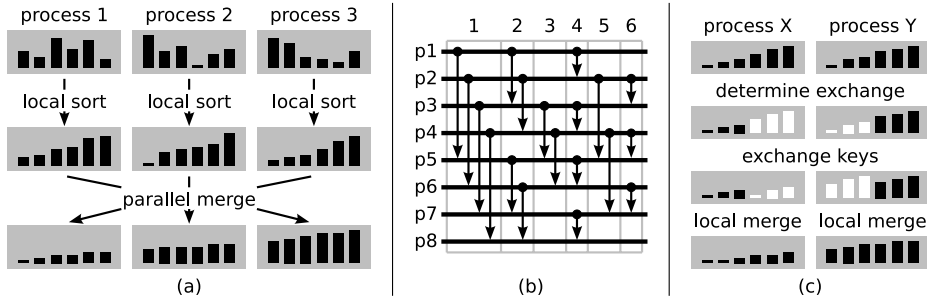 process 1 process 2 process 3
local sort local sort local sort
parallel merge
(a)
1 2 3 4 5 6
p1
p2
p3
p4
p5
p6
p7
p8
(b)
process X process Y
determine exchange
exchange keys
local merge local merge
(c)